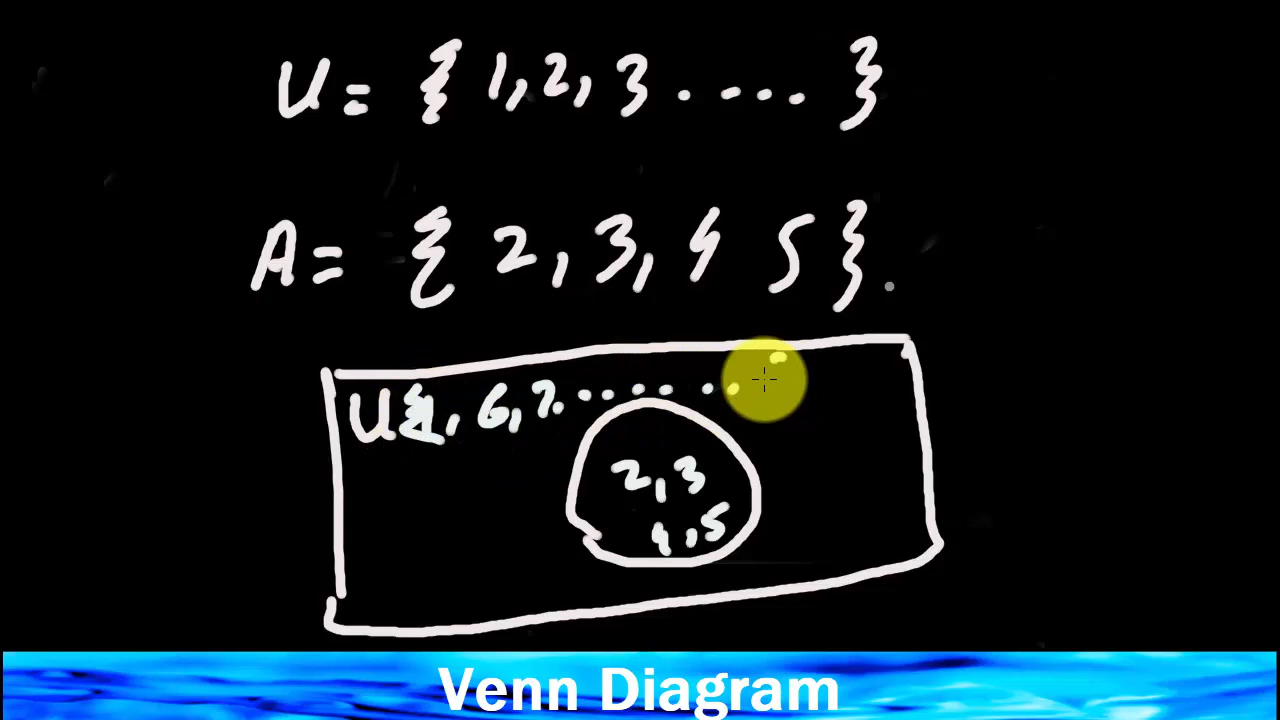 U= { 1, 2, 3 ..... }
A= { 2, 3, 4 5 }.
U{1, 6, 7.........
2, 3
4, 5
Venn Diagram